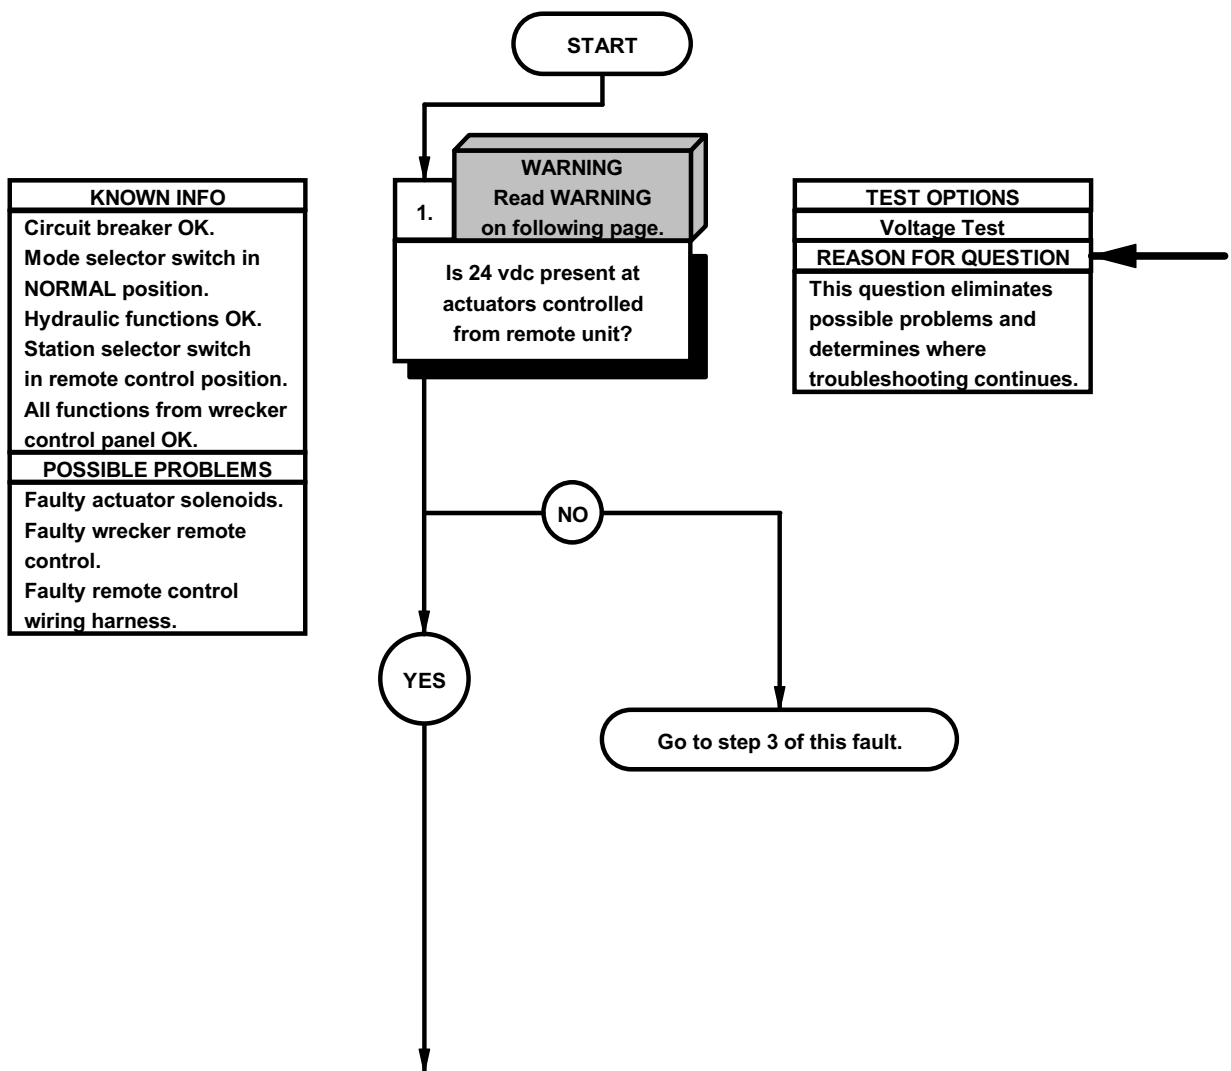 START
KNOWN INFO
Circuit breaker OK.
Mode selector switch in
NORMAL position.
Hydraulic functions OK.
Station selector switch
in remote control position.
All functions from wrecker
control panel OK.
POSSIBLE PROBLEMS
Faulty actuator solenoids.
Faulty wrecker remote
control.
Faulty remote control
wiring harness.
1.
WARNING
Read WARNING
on following page.
Is 24 vdc present at
actuators controlled
from remote unit?
TEST OPTIONS
Voltage Test
REASON FOR QUESTION
This question eliminates
possible problems and
determines where
troubleshooting continues.
NO
YES
Go to step 3 of this fault.